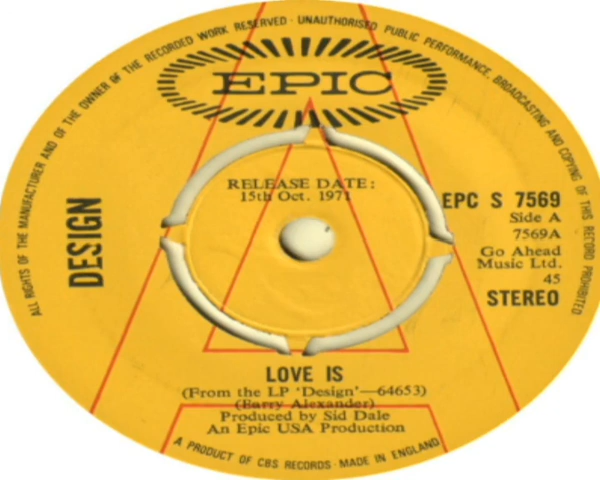 ALL RIGHTS OF THE MANUFACTURER AND OF THE OWNER OF THE RECORDED WORK RESERVED · UNAUTHORISED PUBLIC PERFORMANCE, BROADCASTING AND COPYING OF THIS RECORD PROHIBITED
EPIC
RELEASE DATE:
15th Oct. 1971
DESIGN
EPC S 7569
Side A
7569A
Go Ahead
Music Ltd.
45
STEREO
LOVE IS
(From the LP 'Design'—64653)
(Barry Alexander)
Produced by Sid Dale
An Epic USA Production
A PRODUCT OF CBS RECORDS · MADE IN ENGLAND
A